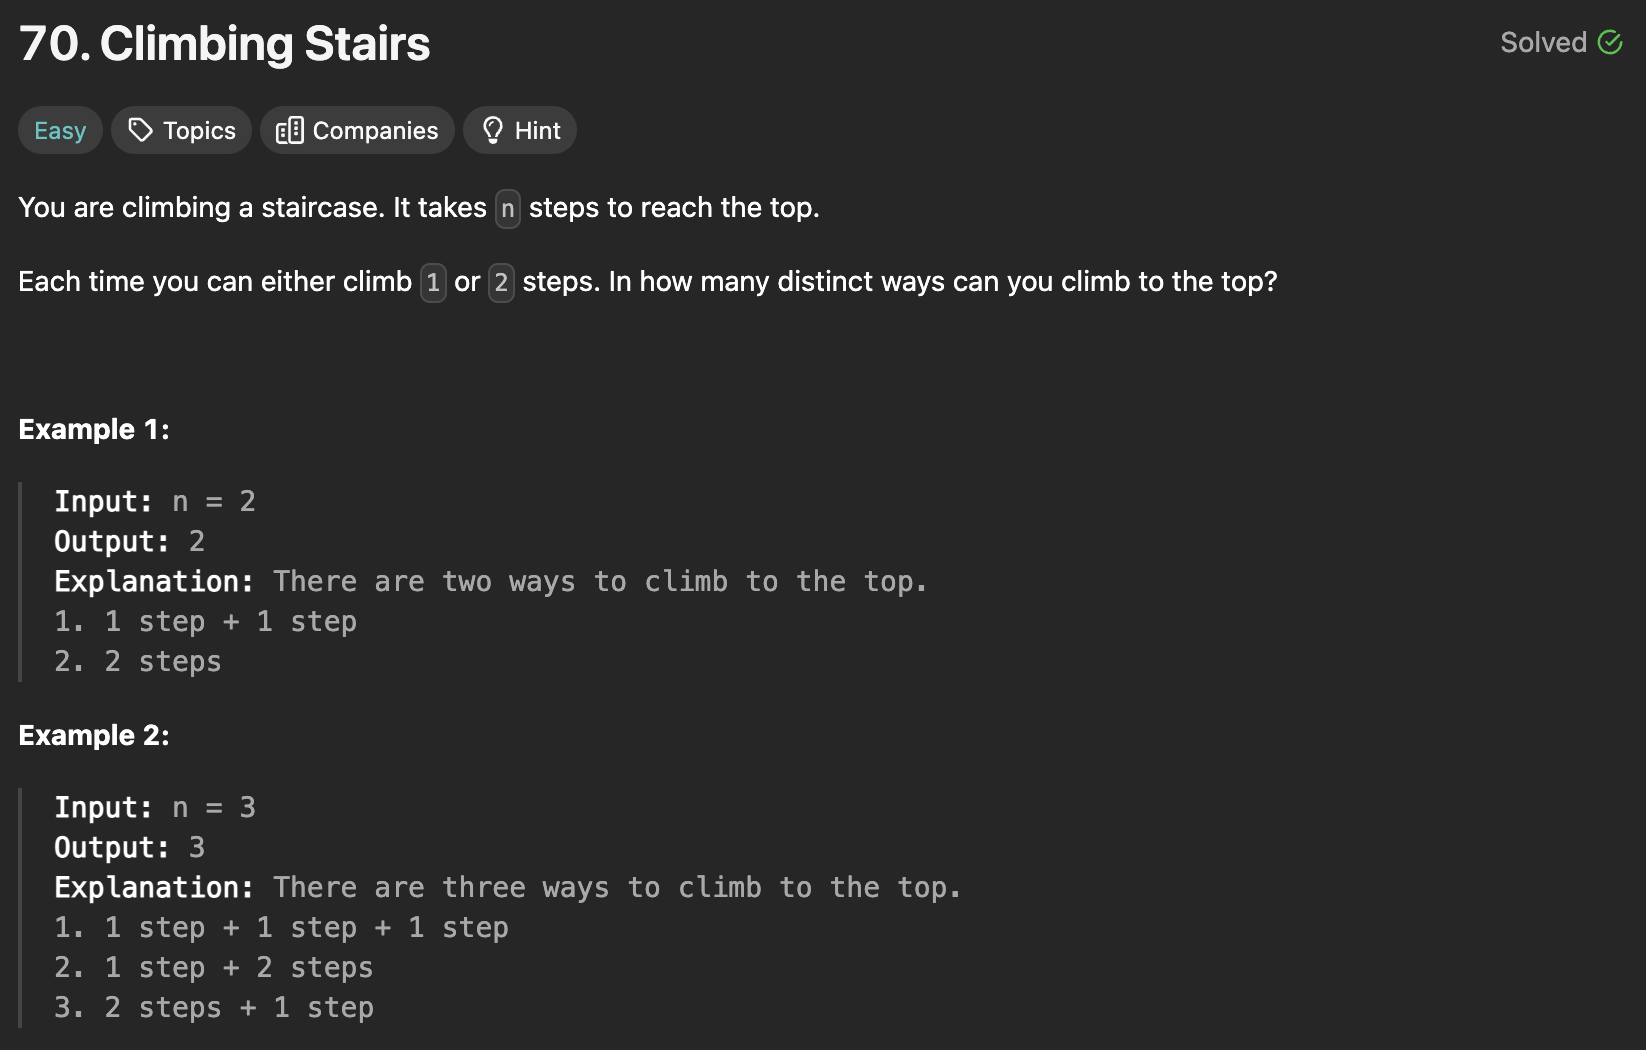 70. Climbing Stairs
Solved
Easy
Topics
Companies
Hint
You are climbing a staircase. It takes n steps to reach the top.
Each time you can either climb 1 or 2 steps. In how many distinct ways can you climb to the top?
Example 1:
Input: n = 2
Output: 2
Explanation: There are two ways to climb to the top.
1. 1 step + 1 step
2. 2 steps
Example 2:
Input: n = 3
Output: 3
Explanation: There are three ways to climb to the top.
1. 1 step + 1 step + 1 step
2. 1 step + 2 steps
3. 2 steps + 1 step